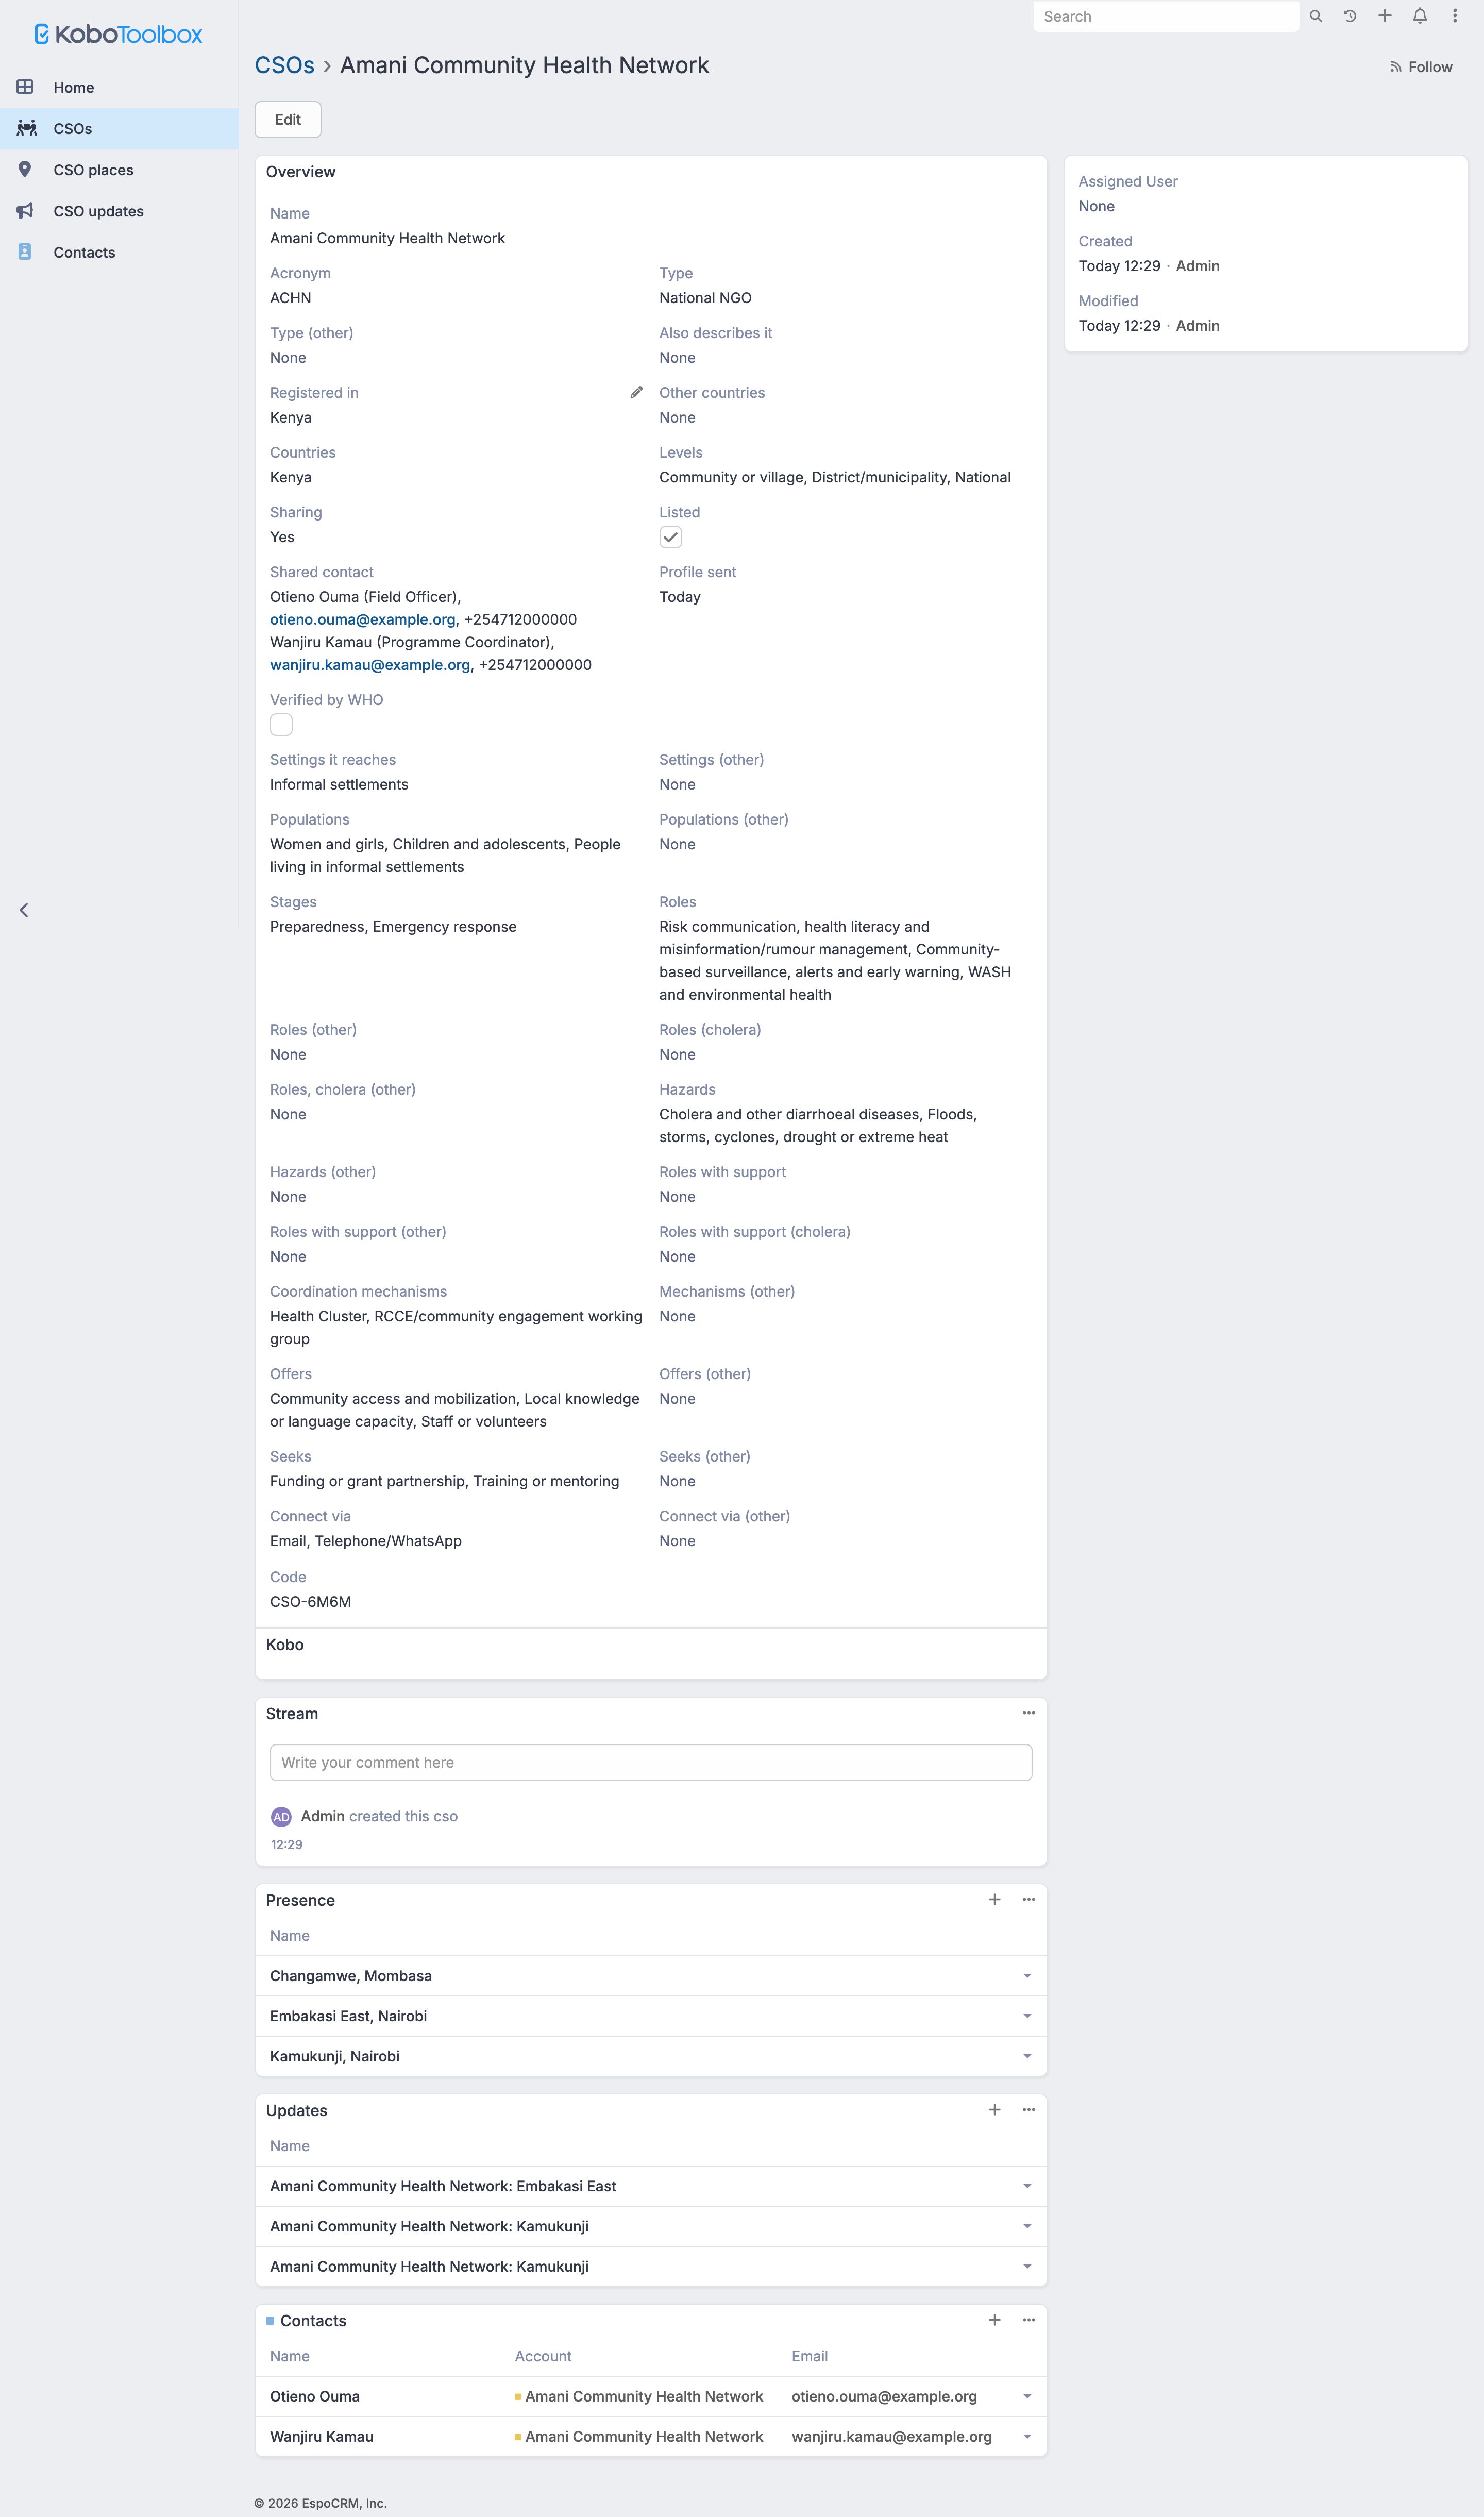 KoboToolbox
Search
Home
CSOs
CSO places
CSO updates
Contacts
CSOs › Amani Community Health Network
Follow
Edit
Overview
Name
Amani Community Health Network
Acronym
ACHN
Type
National NGO
Type (other)
None
Also describes it
None
Registered in
Kenya
Other countries
None
Countries
Kenya
Levels
Community or village, District/municipality, National
Sharing
Yes
Listed
Shared contact
Otieno Ouma (Field Officer),
otieno.ouma@example.org, +254712000000
Wanjiru Kamau (Programme Coordinator),
wanjiru.kamau@example.org, +254712000000
Profile sent
Today
Verified by WHO
Settings it reaches
Informal settlements
Settings (other)
None
Populations
Women and girls, Children and adolescents, People
living in informal settlements
Populations (other)
None
Stages
Preparedness, Emergency response
Roles
Risk communication, health literacy and
misinformation/rumour management, Community-
based surveillance, alerts and early warning, WASH
and environmental health
Roles (other)
None
Roles (cholera)
None
Roles, cholera (other)
None
Hazards
Cholera and other diarrhoeal diseases, Floods,
storms, cyclones, drought or extreme heat
Hazards (other)
None
Roles with support
None
Roles with support (other)
None
Roles with support (cholera)
None
Coordination mechanisms
Health Cluster, RCCE/community engagement working
group
Mechanisms (other)
None
Offers
Community access and mobilization, Local knowledge
or language capacity, Staff or volunteers
Offers (other)
None
Seeks
Funding or grant partnership, Training or mentoring
Seeks (other)
None
Connect via
Email, Telephone/WhatsApp
Connect via (other)
None
Code
CSO-6M6M
Kobo
Assigned User
None
Created
Today 12:29 · Admin
Modified
Today 12:29 · Admin
Stream
Write your comment here
AD Admin created this cso
12:29
Presence
Name
Changamwe, Mombasa
Embakasi East, Nairobi
Kamukunji, Nairobi
Updates
Name
Amani Community Health Network: Embakasi East
Amani Community Health Network: Kamukunji
Amani Community Health Network: Kamukunji
Contacts
Name Account Email
Otieno Ouma Amani Community Health Network otieno.ouma@example.org
Wanjiru Kamau Amani Community Health Network wanjiru.kamau@example.org
© 2026 EspoCRM, Inc.